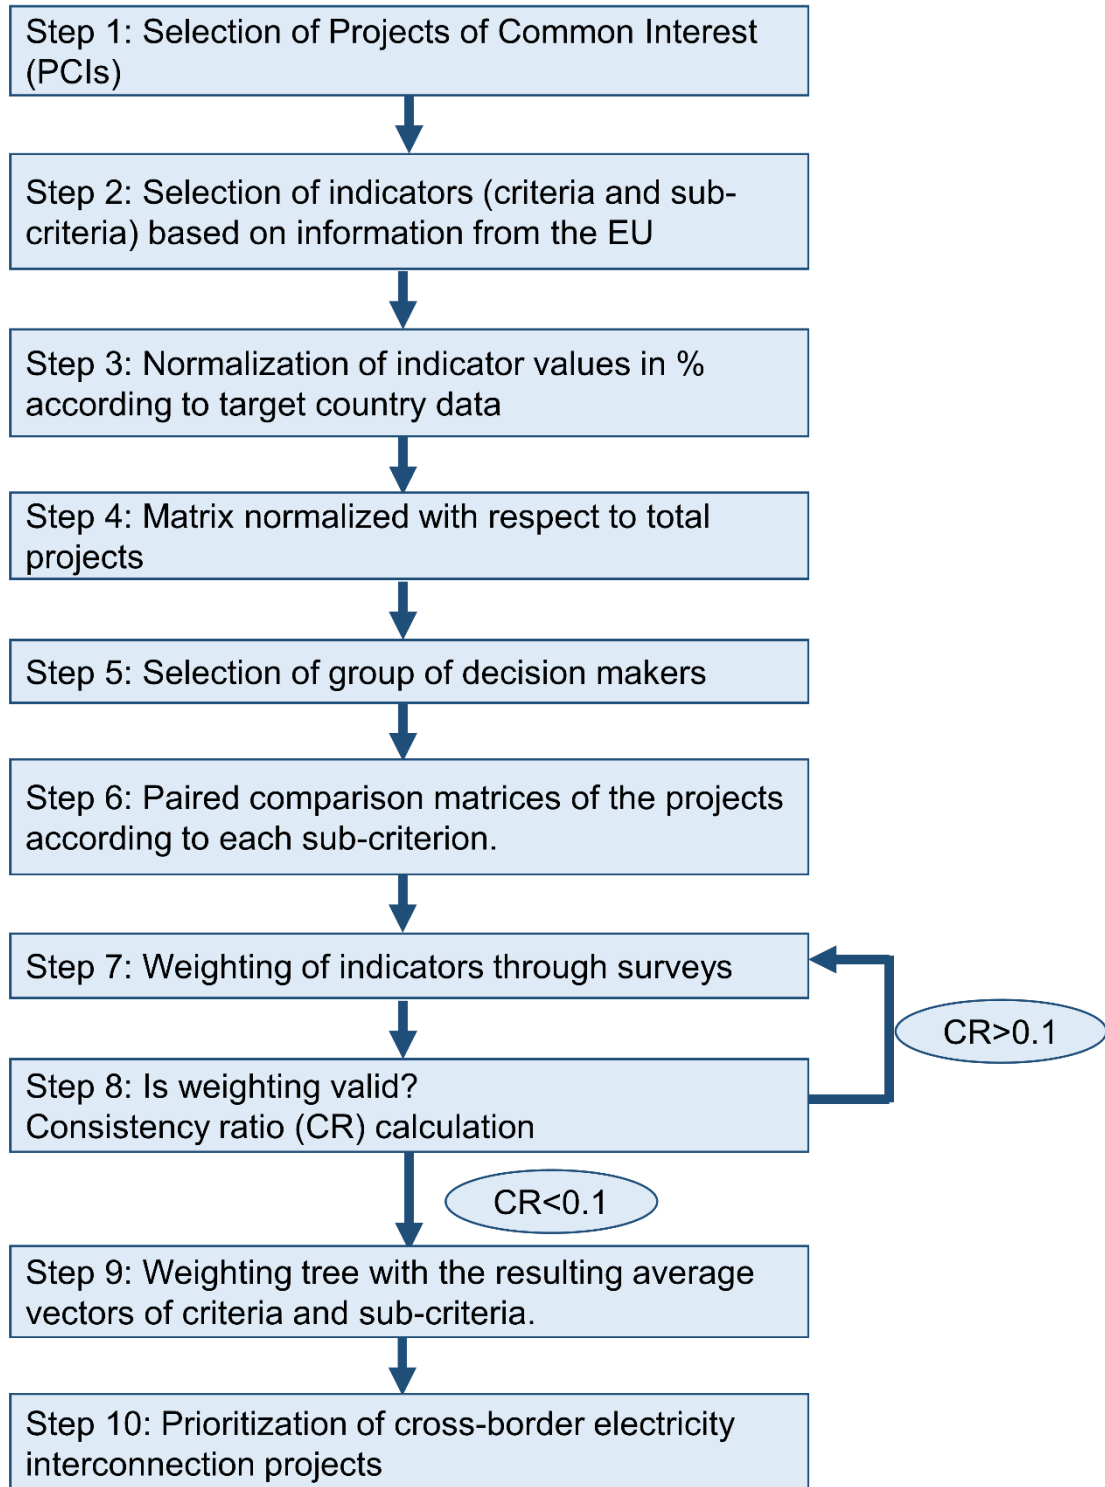 Step 1: Selection of Projects of Common Interest
(PCIs)
Step 2: Selection of indicators (criteria and sub-
criteria) based on information from the EU
Step 3: Normalization of indicator values in %
according to target country data
Step 4: Matrix normalized with respect to total
projects
Step 5: Selection of group of decision makers
Step 6: Paired comparison matrices of the projects
according to each sub-criterion.
Step 7: Weighting of indicators through surveys
CR>0.1
Step 8: Is weighting valid?
Consistency ratio (CR) calculation
CR<0.1
Step 9: Weighting tree with the resulting average
vectors of criteria and sub-criteria.
Step 10: Prioritization of cross-border electricity
interconnection projects